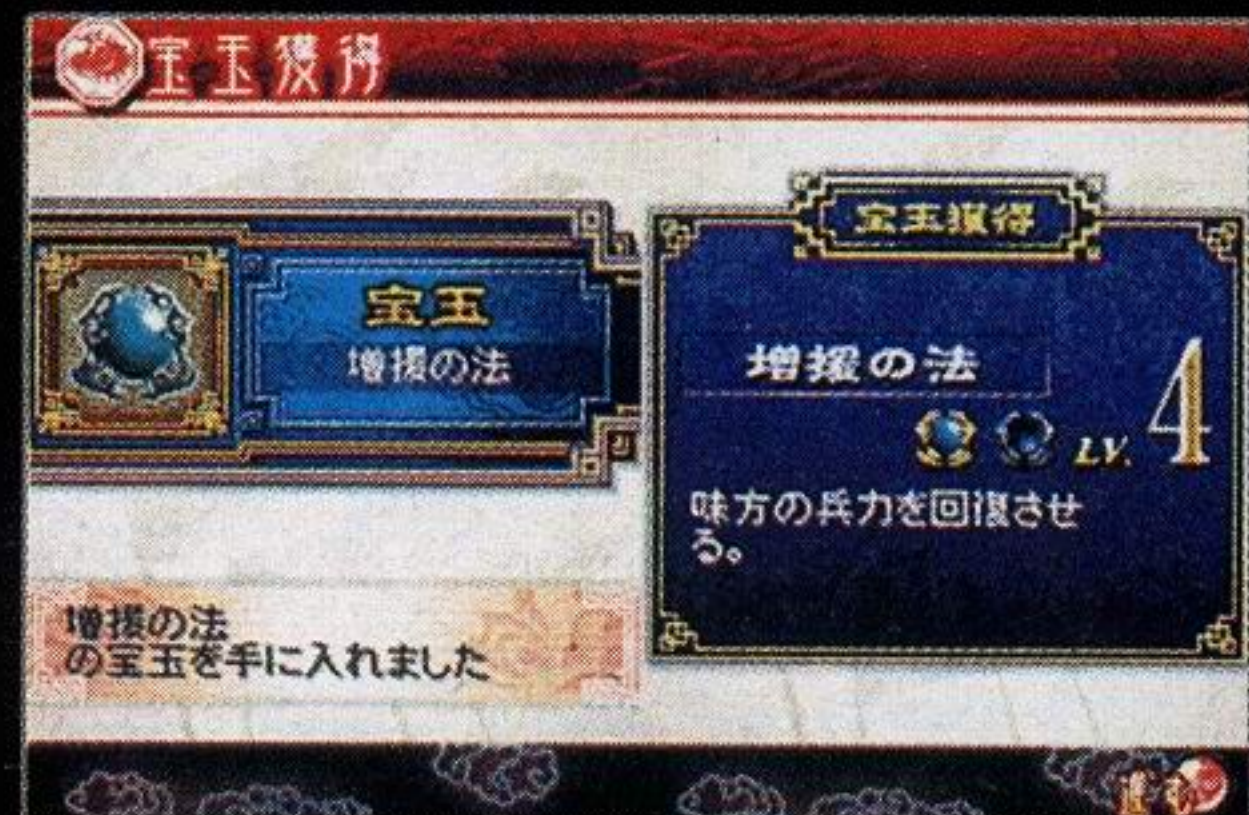 宝玉獲得
宝玉
増援の法
宝玉獲得
増援の法
LV. 4
味方の兵力を回復させ
る。
増援の法
の宝玉を手に入れました